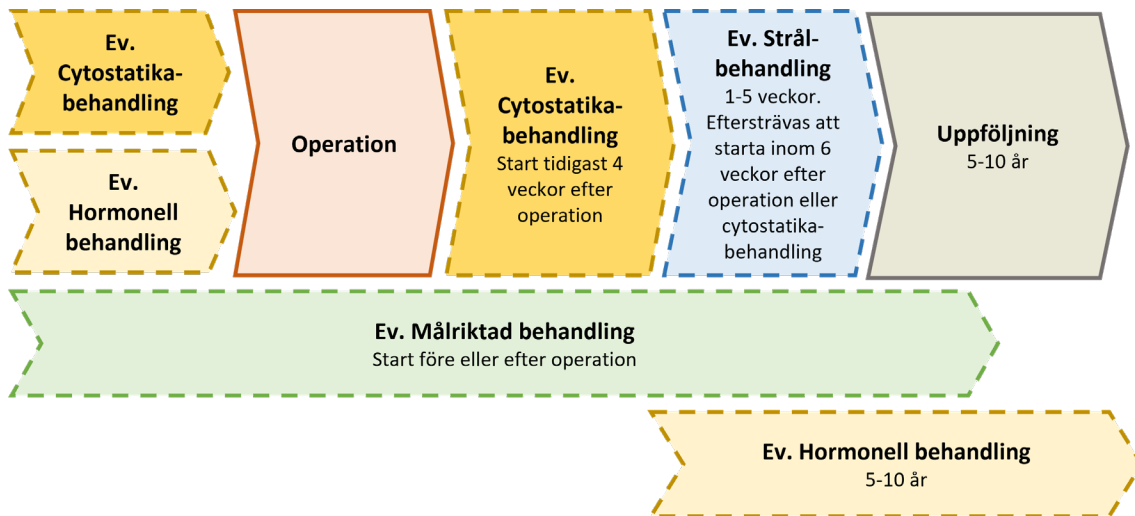 Ev.
Cytostatika-
behandling
Ev.
Hormonell
behandling
Operation
Ev.
Cytostatika-
behandling
Start tidigast 4
veckor efter
operation
Ev. Strål-
behandling
1-5 veckor.
Eftersträvas att
starta inom 6
veckor efter
operation eller
cytostatika-
behandling
Uppföljning
5-10 år
Ev. Målriktad behandling
Start före eller efter operation
Ev. Hormonell behandling
5-10 år